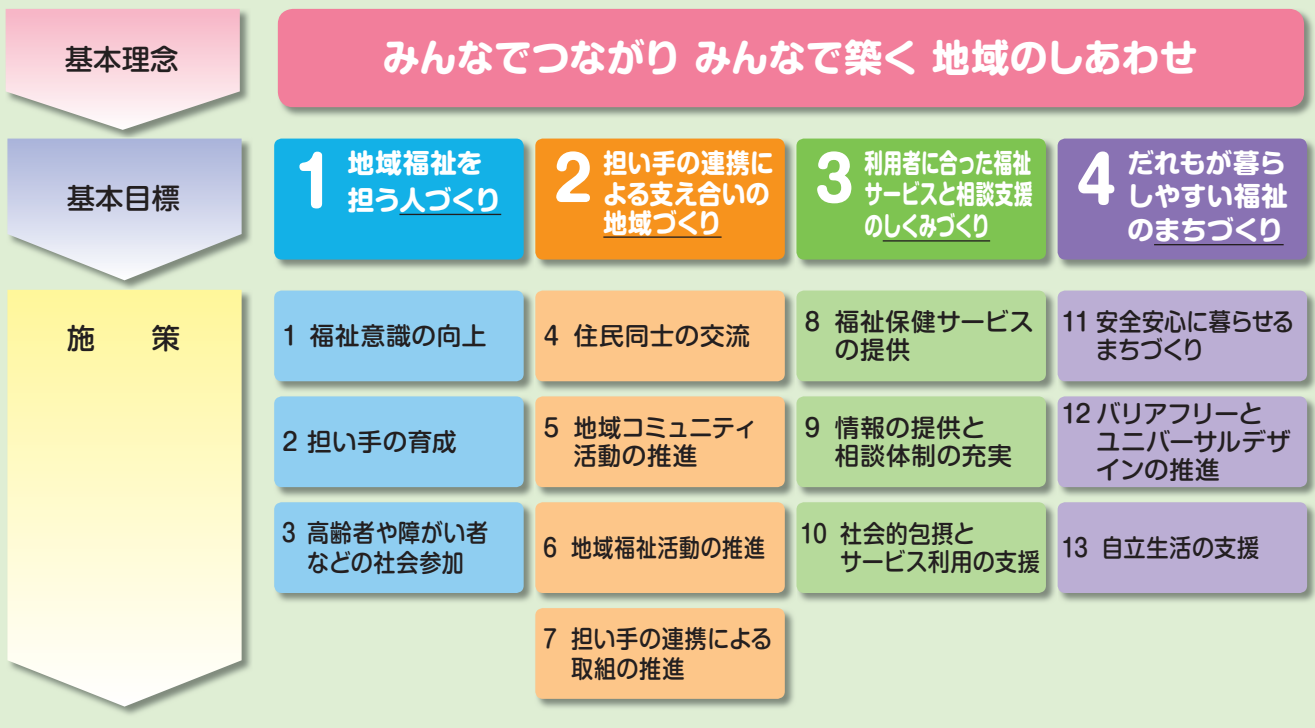 基本理念
みんなでつながり みんなで築く 地域のしあわせ
基本目標
1 地域福祉を
担う人づくり
2 担い手の連携に
よる支え合いの
地域づくり
3 利用者に合った福祉
サービスと相談支援
のしくみづくり
4 だれもが暮ら
しやすい福祉
のまちづくり
施 策
1 福祉意識の向上
2 担い手の育成
3 高齢者や障がい者
などの社会参加
4 住民同士の交流
5 地域コミュニティ
活動の推進
6 地域福祉活動の推進
7 担い手の連携による
取組の推進
8 福祉保健サービス
の提供
9 情報の提供と
相談体制の充実
10 社会的包摂と
サービス利用の支援
11 安全安心に暮らせる
まちづくり
12 バリアフリーと
ユニバーサルデザ
インの推進
13 自立生活の支援